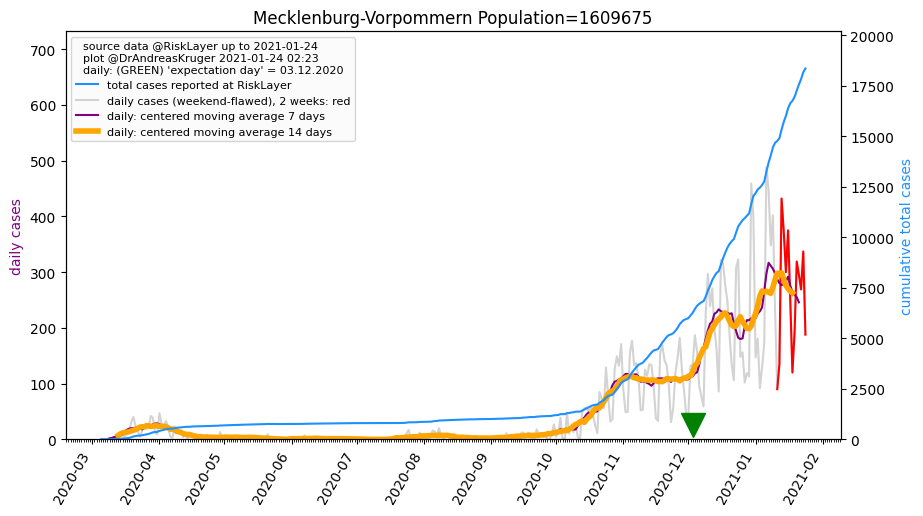 Mecklenburg-Vorpommern Population=1609675
source data @RiskLayer up to 2021-01-24
plot @DrAndreasKruger 2021-01-24 02:23
daily: (GREEN) 'expectation day' = 03.12.2020
total cases reported at RiskLayer
daily cases (weekend-flawed), 2 weeks: red
daily: centered moving average 7 days
daily: centered moving average 14 days
daily cases
700
600
500
400
300
200
100
0
20000
17500
15000
12500
10000
7500
5000
2500
0
cumulative total cases
2020-03
2020-04
2020-05
2020-06
2020-07
2020-08
2020-09
2020-10
2020-11
2020-12
2021-01
2021-02